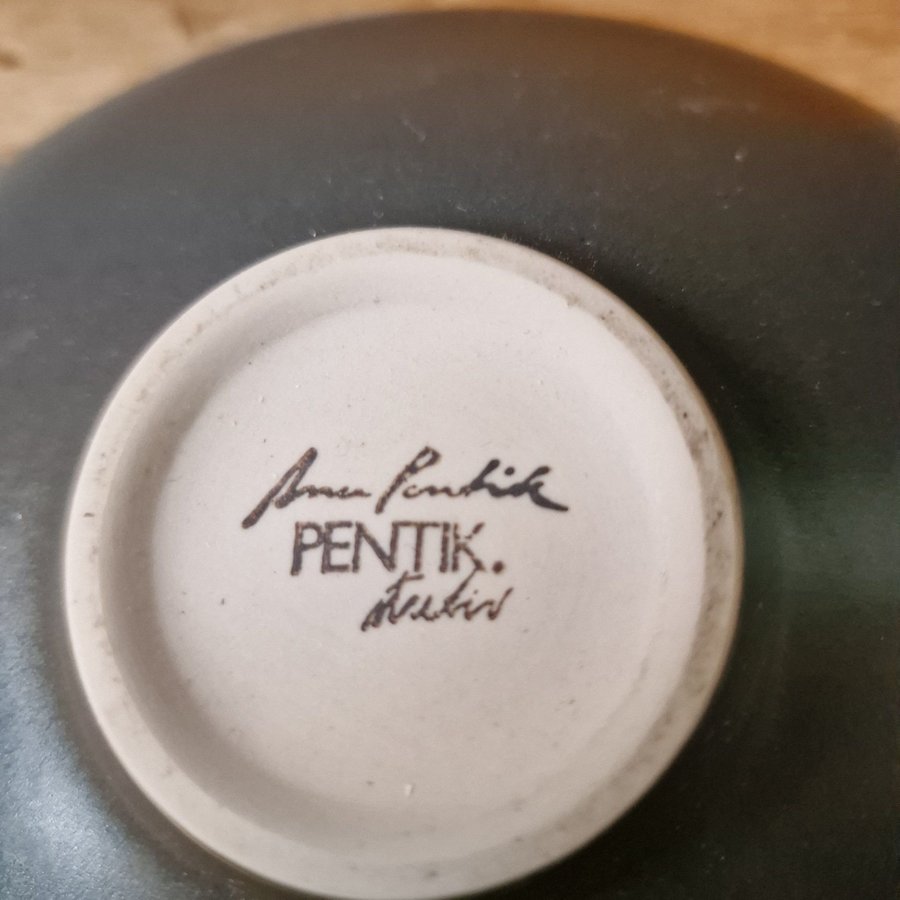 Anu Pentik
PENTIK.
studio